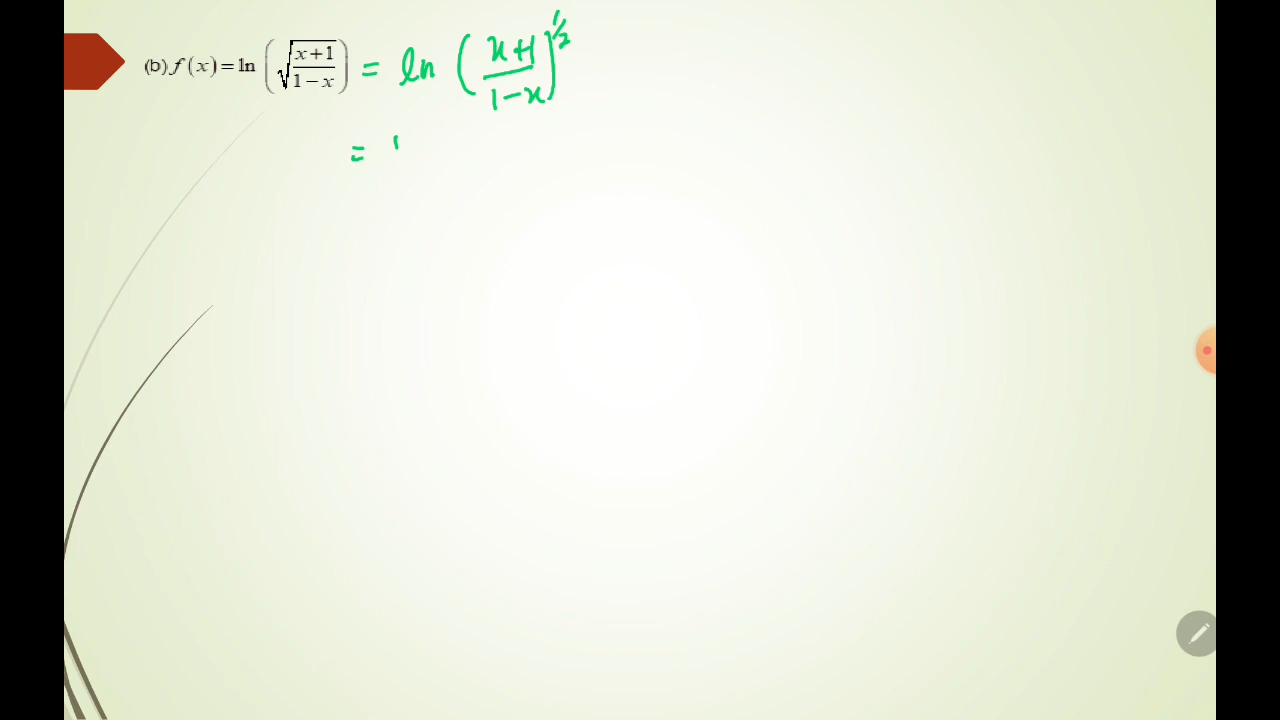 (b) f(x) = ln (√((x+1)/(1−x))) = ln ((x+1)/(1−x))^(1/2)
=